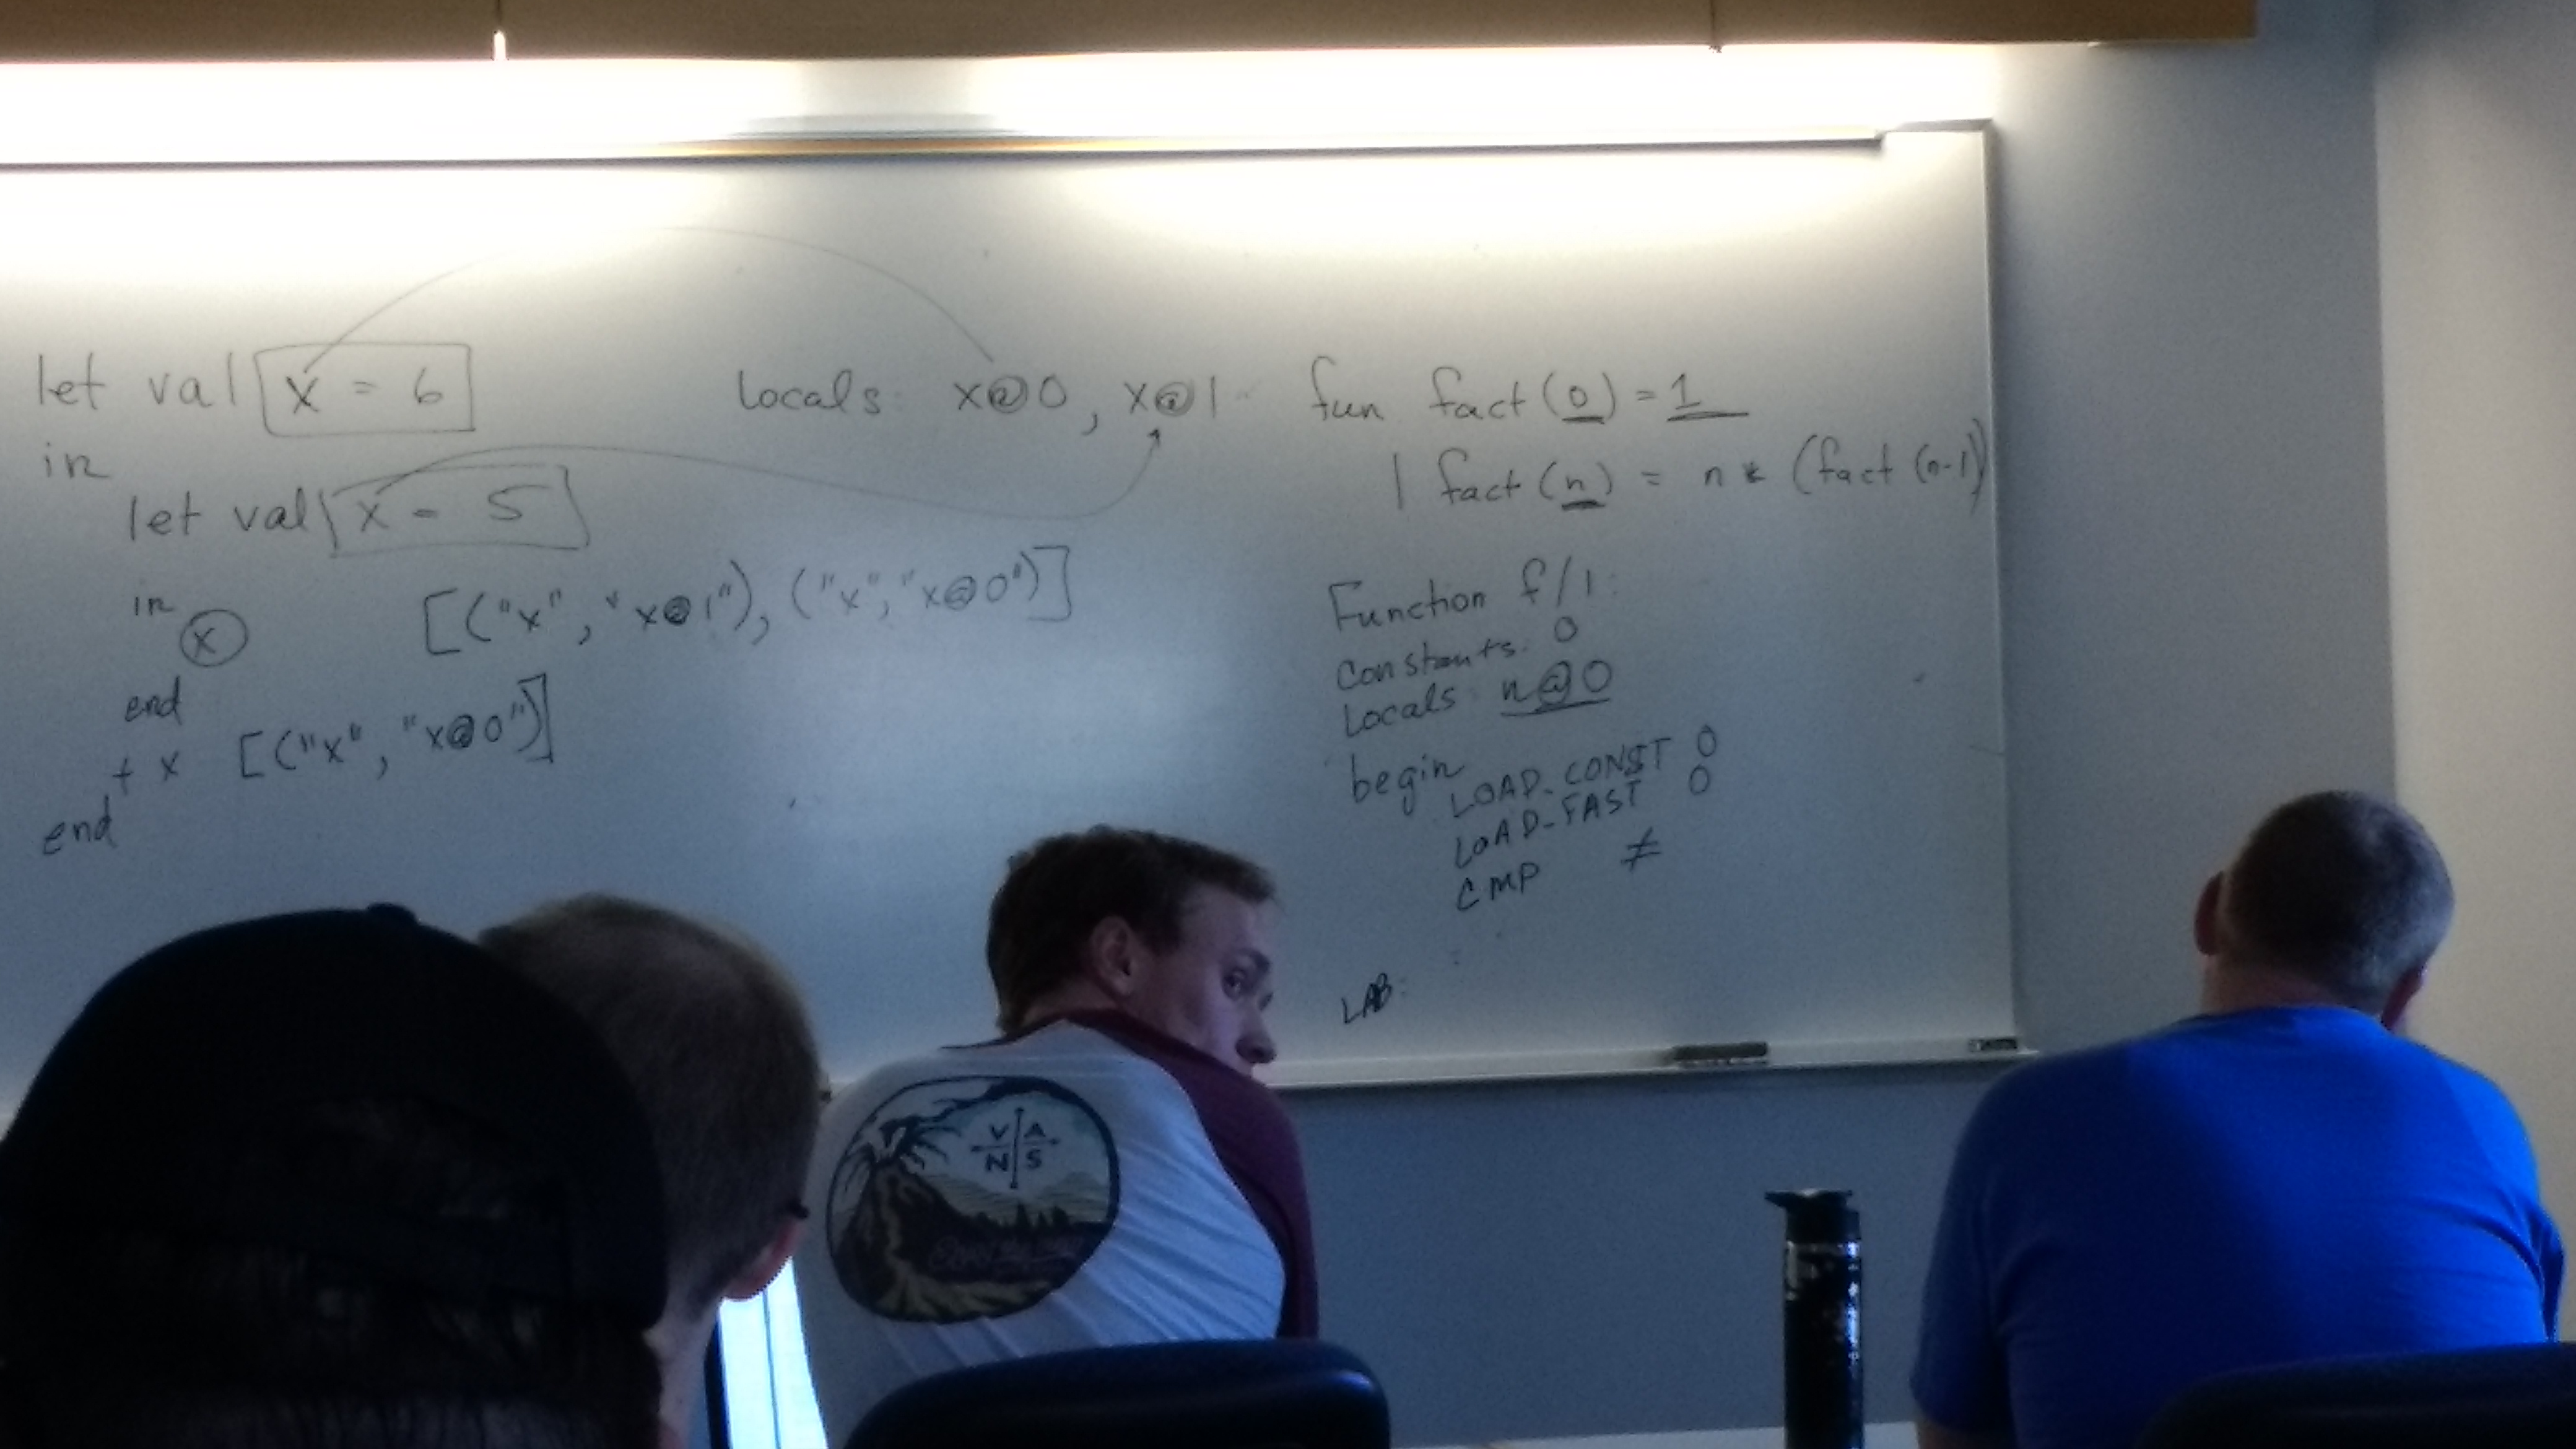 let val x = 6
in
let val x = 5
in
x
end
+ x [("x", "x@0")]
end
Locals: x@0, x@1
[("x", "x@1"), ("x", "x@0")]
fun fact(0) = 1
| fact(n) = n * (fact (n-1)
Function f/1:
Constants: 0
Locals: n@0
begin
LOAD_CONST 0
LOAD_FAST 0
CMP ≠
LAB:
VANS